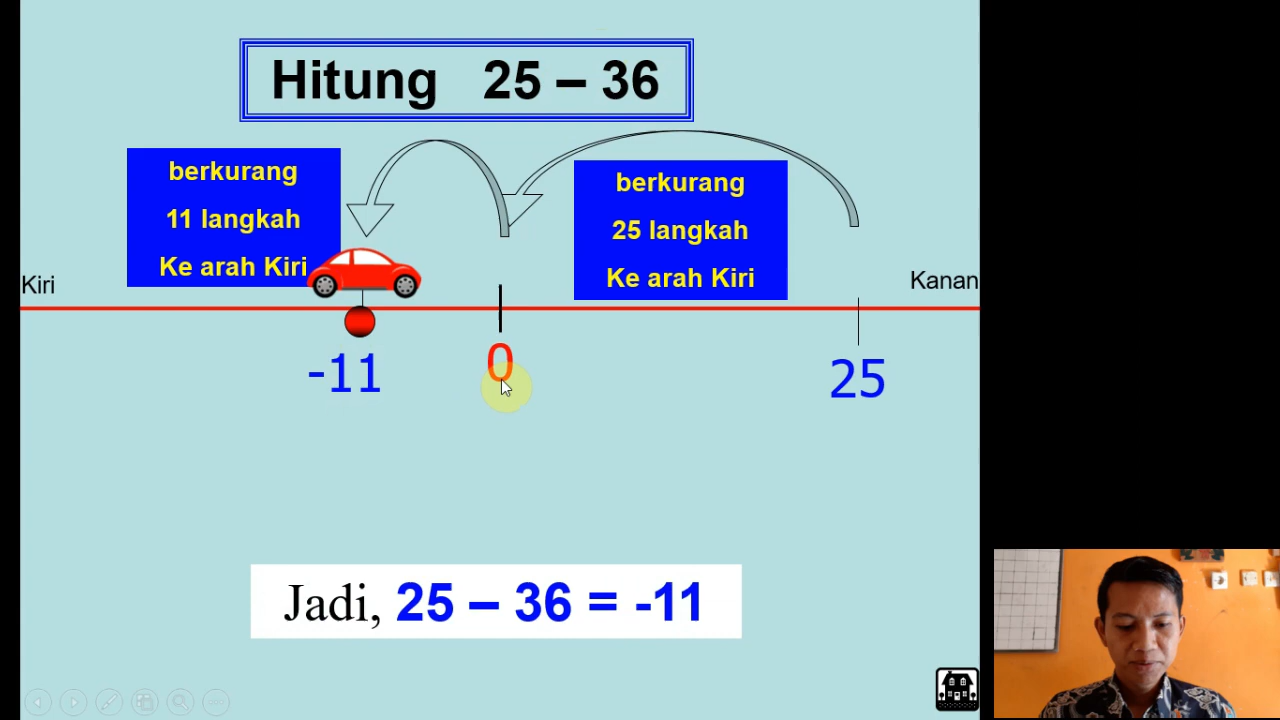 Hitung 25 – 36
berkurang
11 langkah
Ke arah Kiri
berkurang
25 langkah
Ke arah Kiri
Kiri
Kanan
-11
0
25
Jadi, 25 – 36 = -11